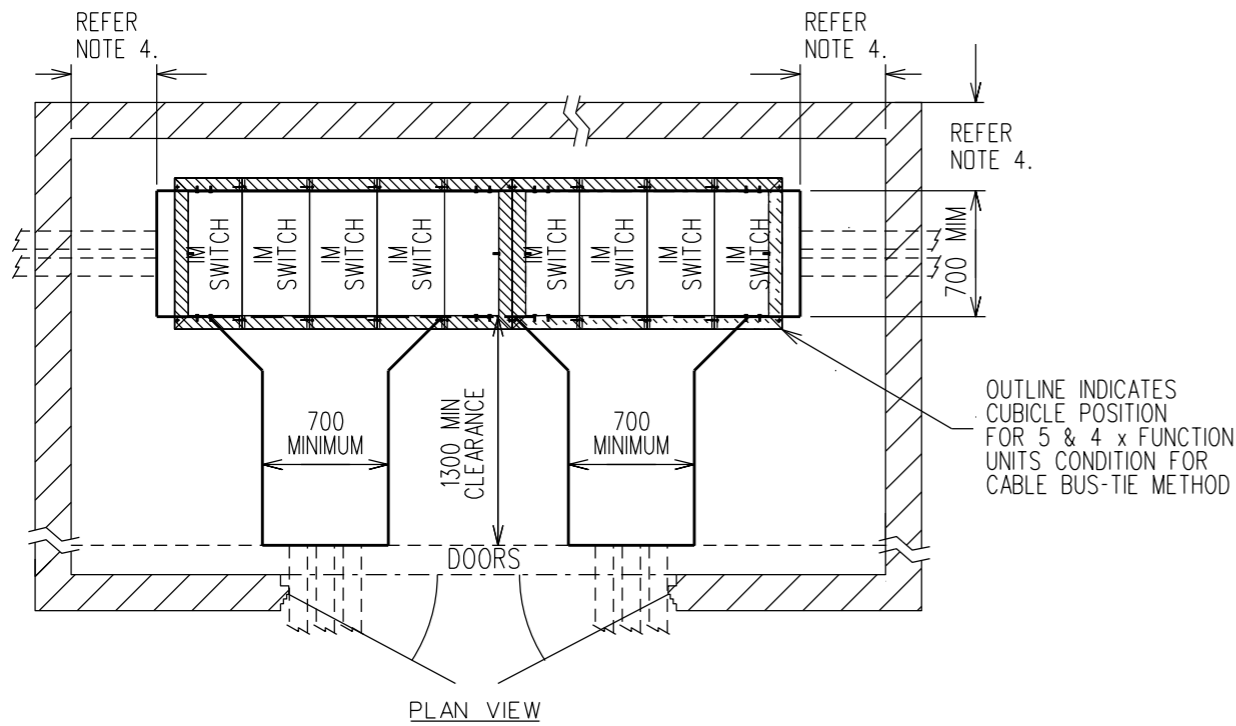 REFER
NOTE 4.
REFER
NOTE 4.
REFER
NOTE 4.
IM
SWITCH
IM
SWITCH
IM
SWITCH
IM
SWITCH
IM
SWITCH
IM
SWITCH
IM
SWITCH
IM
SWITCH
700 MIM
700
MINIMUM
1300 MIN
CLEARANCE
700
MINIMUM
OUTLINE INDICATES
CUBICLE POSITION
FOR 5 & 4 x FUNCTION
UNITS CONDITION FOR
CABLE BUS-TIE METHOD
DOORS
PLAN VIEW